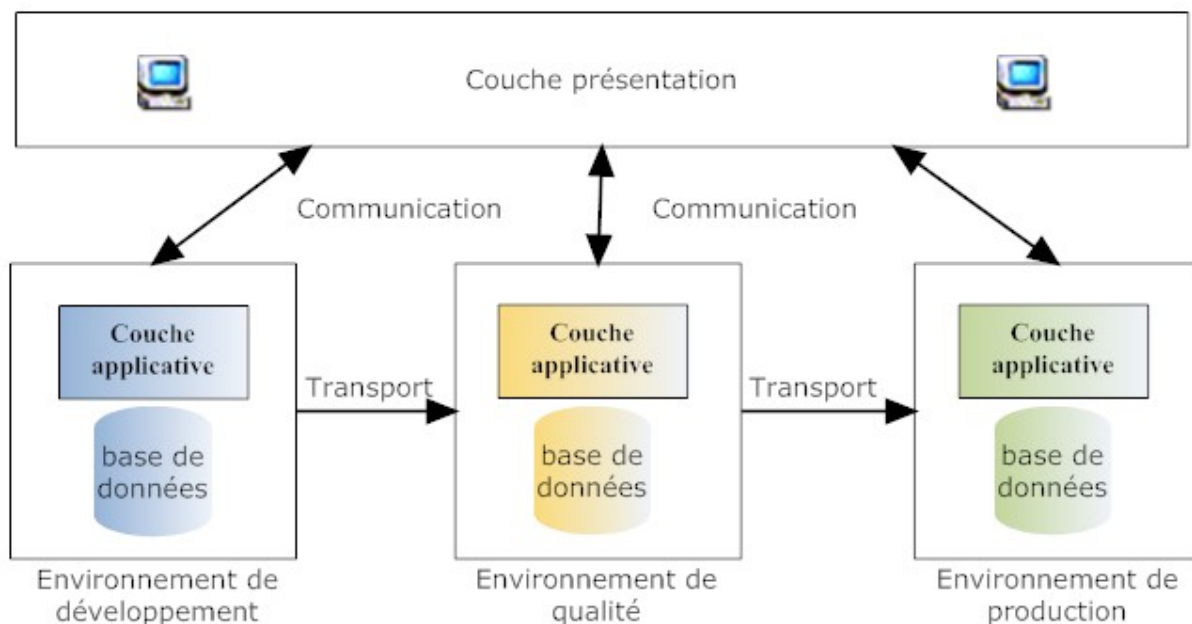 Couche présentation
Communication
Communication
Couche
applicative
base de
données
Transport
Couche
applicative
base de
données
Transport
Couche
applicative
base de
données
Environnement de
développement
Environnement de
qualité
Environnement de
production